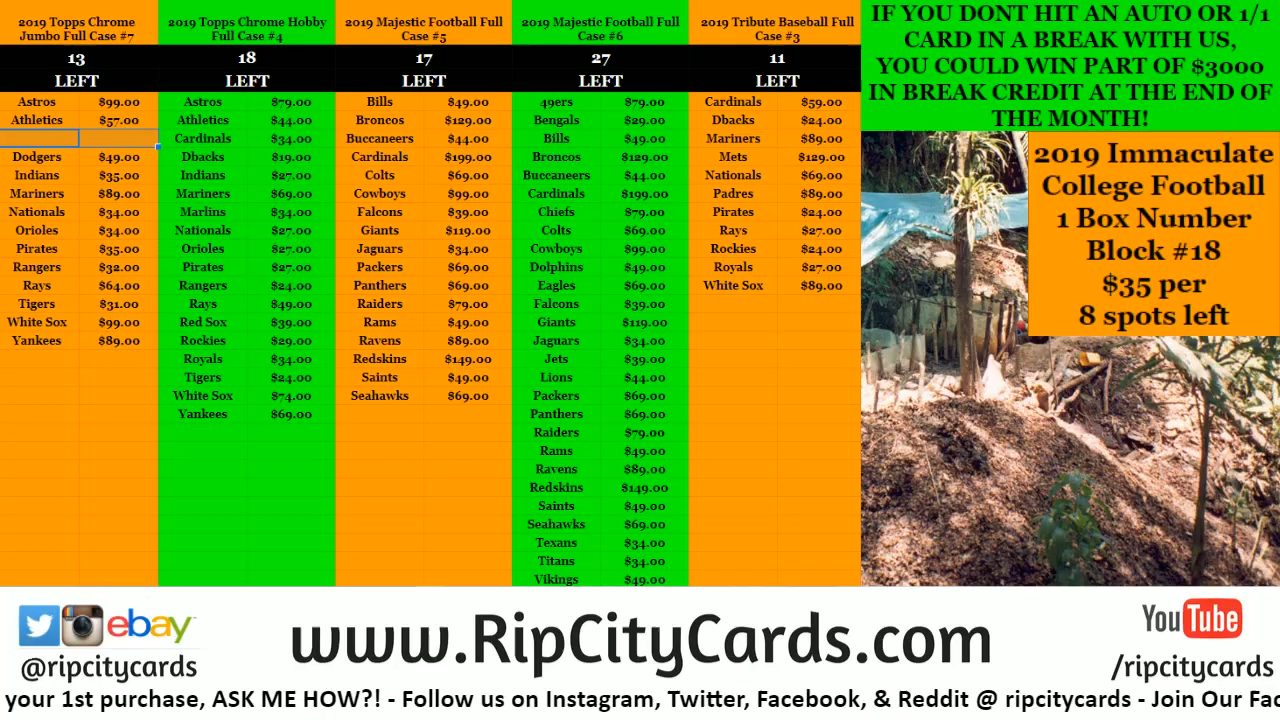 2019 Topps Chrome
Jumbo Full Case #7
13
LEFT
Astros $99.00
Athletics $57.00
Dodgers $49.00
Indians $35.00
Mariners $89.00
Nationals $34.00
Orioles $34.00
Pirates $35.00
Rangers $32.00
Rays $64.00
Tigers $31.00
White Sox $99.00
Yankees $89.00
2019 Topps Chrome Hobby
Full Case #4
18
LEFT
Astros $79.00
Athletics $44.00
Cardinals $34.00
Dbacks $19.00
Indians $27.00
Mariners $69.00
Marlins $34.00
Nationals $27.00
Orioles $27.00
Pirates $27.00
Rangers $24.00
Rays $49.00
Red Sox $39.00
Rockies $29.00
Royals $34.00
Tigers $24.00
White Sox $74.00
Yankees $69.00
2019 Majestic Football Full
Case #5
17
LEFT
Bills $49.00
Broncos $129.00
Buccaneers $44.00
Cardinals $199.00
Colts $69.00
Cowboys $99.00
Falcons $39.00
Giants $119.00
Jaguars $34.00
Packers $69.00
Panthers $69.00
Raiders $79.00
Rams $49.00
Ravens $89.00
Redskins $149.00
Saints $49.00
Seahawks $69.00
2019 Majestic Football Full
Case #6
27
LEFT
49ers $79.00
Bengals $29.00
Bills $49.00
Broncos $129.00
Buccaneers $44.00
Cardinals $199.00
Chiefs $79.00
Colts $69.00
Cowboys $99.00
Dolphins $49.00
Eagles $69.00
Falcons $39.00
Giants $119.00
Jaguars $34.00
Jets $39.00
Lions $44.00
Packers $69.00
Panthers $69.00
Raiders $79.00
Rams $49.00
Ravens $89.00
Redskins $149.00
Saints $49.00
Seahawks $69.00
Texans $34.00
Titans $34.00
Vikings $49.00
2019 Tribute Baseball Full
Case #3
11
LEFT
Cardinals $59.00
Dbacks $24.00
Mariners $89.00
Mets $129.00
Nationals $69.00
Padres $89.00
Pirates $24.00
Rays $27.00
Rockies $24.00
Royals $27.00
White Sox $89.00
IF YOU DONT HIT AN AUTO OR 1/1
CARD IN A BREAK WITH US,
YOU COULD WIN PART OF $3000
IN BREAK CREDIT AT THE END OF
THE MONTH!
2019 Immaculate
College Football
1 Box Number
Block #18
$35 per
8 spots left
ebay
@ripcitycards
www.RipCityCards.com
YouTube
/ripcitycards
your 1st purchase, ASK ME HOW?! - Follow us on Instagram, Twitter, Facebook, & Reddit @ ripcitycards - Join Our Fac